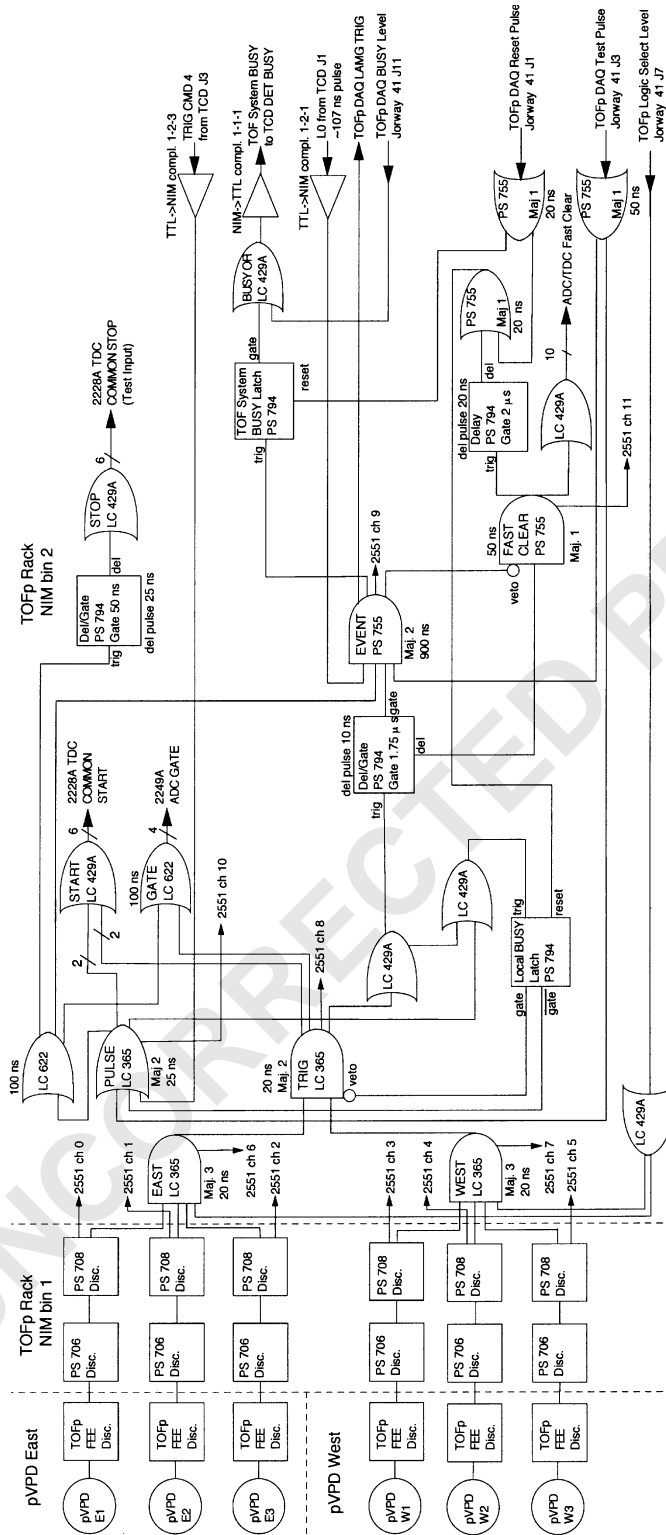 TOFp Rack
NIM bin 2
TOFp Rack
NIM bin 1
pVPD East
pVPD West
pVPD
E1
pVPD
E2
pVPD
E3
pVPD
W1
pVPD
W2
pVPD
W3
TOFp
FEE
Disc.
TOFp
FEE
Disc.
TOFp
FEE
Disc.
TOFp
FEE
Disc.
TOFp
FEE
Disc.
TOFp
FEE
Disc.
PS 706
Disc.
PS 706
Disc.
PS 706
Disc.
PS 706
Disc.
PS 706
Disc.
PS 706
Disc.
PS 708
Disc.
PS 708
Disc.
PS 708
Disc.
PS 708
Disc.
PS 708
Disc.
PS 708
Disc.
2551 ch 0
2551 ch 1
2551 ch 6
2551 ch 2
2551 ch 3
2551 ch 4
2551 ch 7
2551 ch 5
EAST
LC 365
Maj. 3
20 ns
WEST
LC 365
Maj. 3
20 ns
LC 429A
100 ns
LC 622
PULSE
LC 365
Maj 2
25 ns
20 ns
Maj. 2
TRIG
LC 365
veto
2551 ch 8
2551 ch 10
2
2
START
LC 429A
6
2228A TDC
COMMON
START
100 ns
GATE
LC 622
4
2249A
ADC GATE
LC 429A
LC 429A
gate
gate
Local BUSY
Latch
PS 794
trig
reset
del pulse 10 ns
trig
Del/Gate
PS 794
Gate 1.75 μs
gate
del
trig
Del/Gate
PS 794
Gate 50 ns
del pulse 25 ns
del
STOP
LC 429A
6
2228A TDC
COMMON STOP
(Test Input)
EVENT
PS 755
Maj. 2
900 ns
2551 ch 9
veto
50 ns
FAST
CLEAR
PS 755
Maj. 1
2551 ch 11
trig
TOF System
BUSY Latch
PS 794
gate
reset
BUSY OR
LC 429A
NIM->TTL compl. 1-1-1
TOF System BUSY
to TCD DET BUSY
TTL->NIM compl. 1-2-3
TRIG CMD 4
from TCD J3
TTL->NIM compl. 1-2-1
L0 from TCD J1
~107 ns pulse
TOFp DAQ LAMG TRIG
TOFp DAQ BUSY Level
Jorway 41 J11
del pulse 20 ns
trig
Delay
PS 794
Gate 2 μs
del
PS 755
Maj 1
20 ns
LC 429A
10
ADC/TDC Fast Clear
PS 755
Maj 1
20 ns
TOFp DAQ Reset Pulse
Jorway 41 J1
PS 755
Maj 1
50 ns
TOFp DAQ Test Pulse
Jorway 41 J3
TOFp Logic Select Level
Jorway 41 J7
UNCORRECTED P